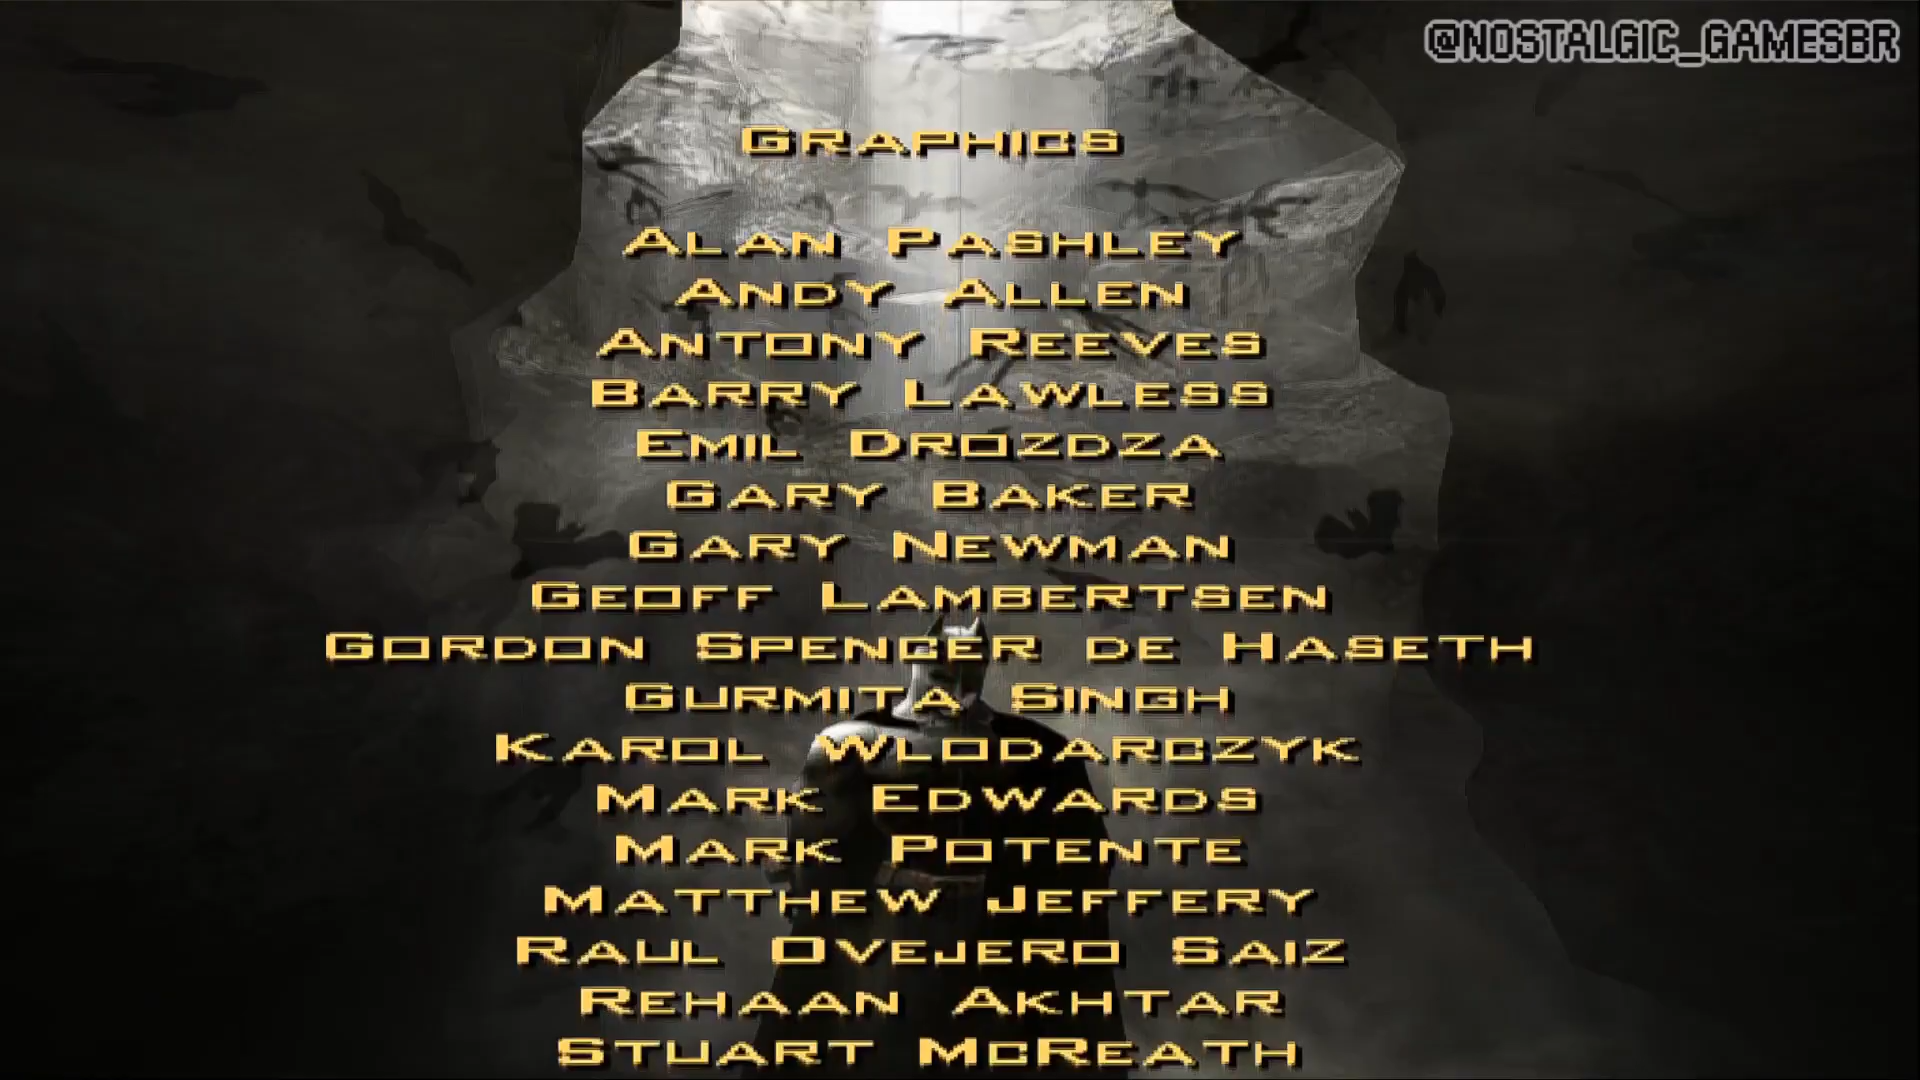 @NOSTALGIC_GAMESBR
Graphics
Alan Pashley
Andy Allen
Antony Reeves
Barry Lawless
Emil Drozdza
Gary Baker
Gary Newman
Geoff Lambertsen
Gordon Spencer de Haseth
Gurmita Singh
Karol Wlodarczyk
Mark Edwards
Mark Potente
Matthew Jeffery
Raul Ovejero Saiz
Rehaan Akhtar
Stuart McReath